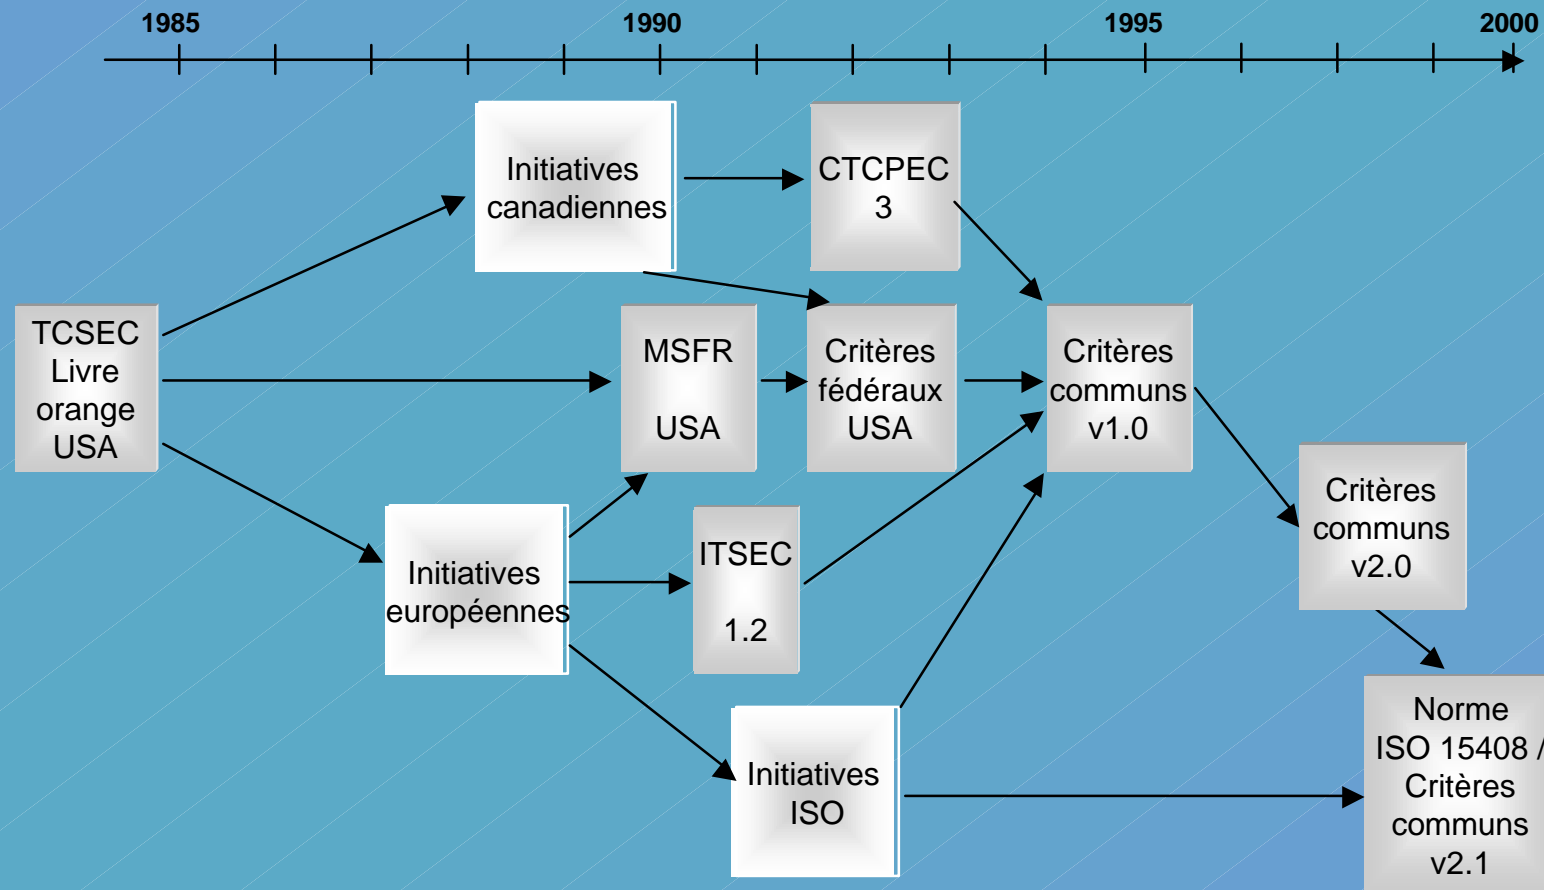 1985
1990
1995
2000
Initiatives
canadiennes
CTCPEC
3
TCSEC
Livre
orange
USA
MSFR
USA
Critères
fédéraux
USA
Critères
communs
v1.0
Initiatives
européennes
ITSEC
1.2
Critères
communs
v2.0
Initiatives
ISO
Norme
ISO 15408 /
Critères
communs
v2.1